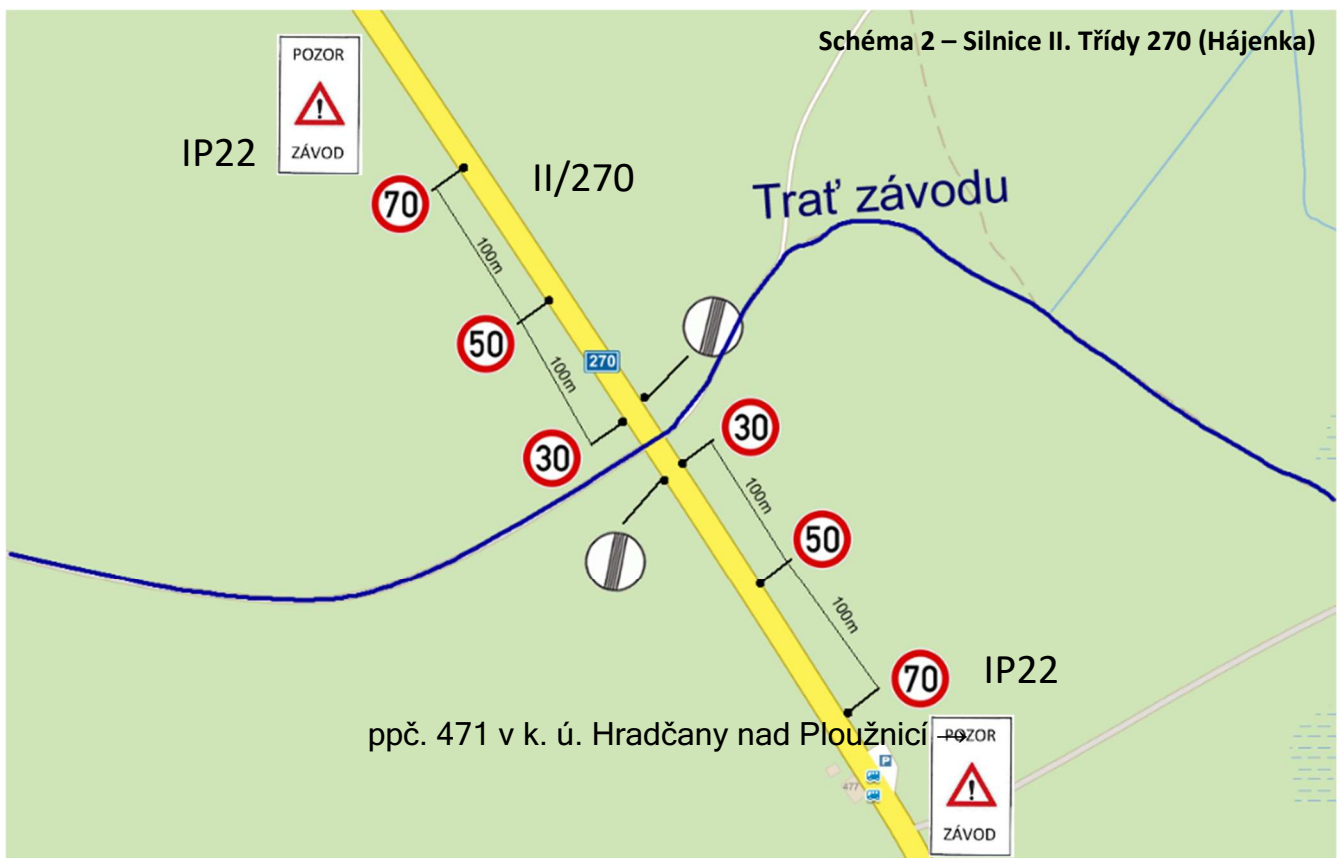 Schéma 2 – Silnice II. Třídy 270 (Hájenka)
POZOR
ZÁVOD
IP22
II/270
70
Trať závodu
100m
50
270
100m
30
30
100m
50
100m
70
IP22
ppč. 471 v k. ú. Hradčany nad Ploužnicí →
POZOR
P
477
ZÁVOD